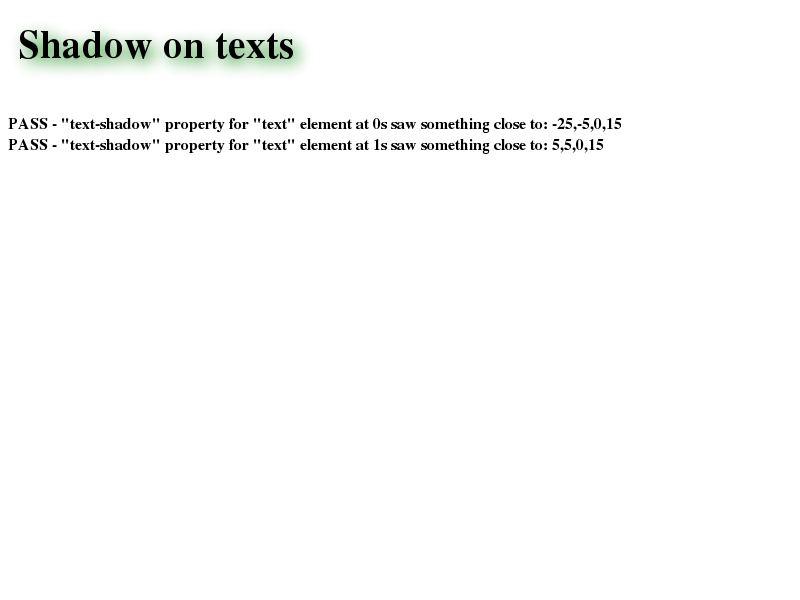 Shadow on texts
PASS - "text-shadow" property for "text" element at 0s saw something close to: -25,-5,0,15
PASS - "text-shadow" property for "text" element at 1s saw something close to: 5,5,0,15